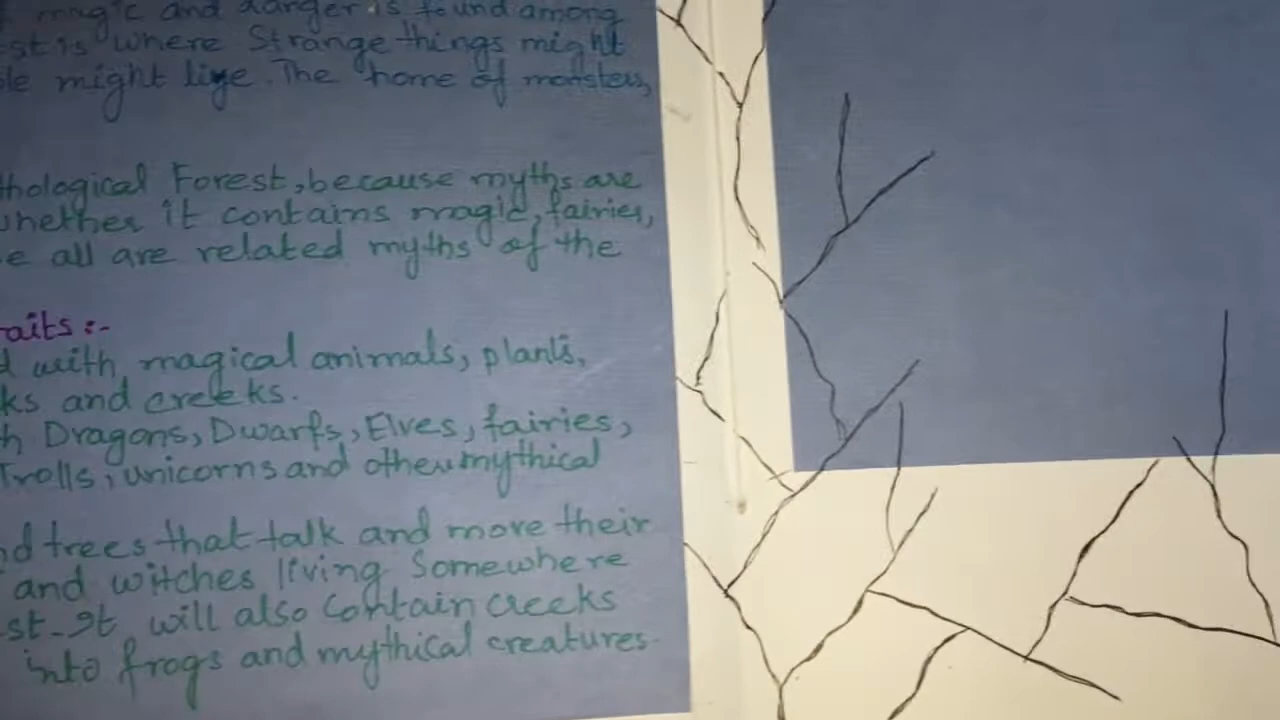 magic and danger is found among
st is where Strange things might
le might live. The home of monsters,
thological Forest, because myths are
whether it contains magic, fairies,
e all are related myths of the
aits :-
d with magical animals, plants,
ks and creeks.
h Dragons, Dwarfs, Elves, fairies,
Trolls, unicorns and other mythical
nd trees that talk and move their
and witches living Somewhere
st. It will also contain creeks
into frogs and mythical creatures.